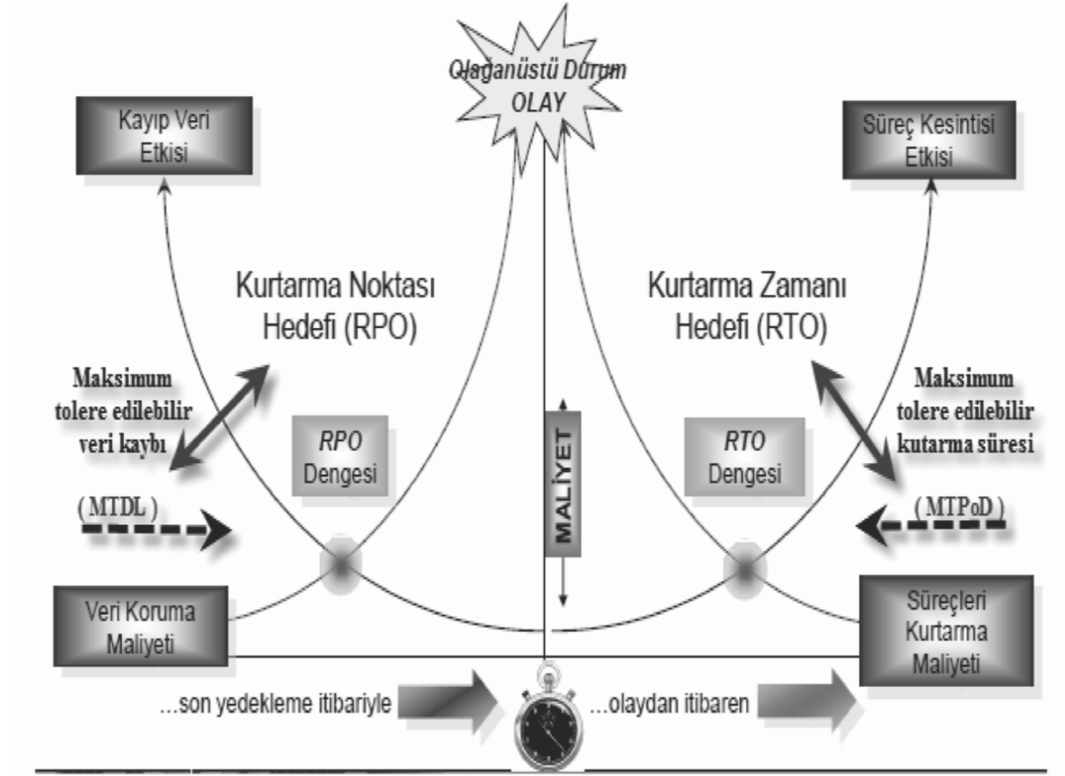 Olağanüstü Durum
OLAY
Kayıp Veri
Etkisi
Süreç Kesintisi
Etkisi
Kurtarma Noktası
Hedefi (RPO)
Kurtarma Zamanı
Hedefi (RTO)
Maksimum
tolere edilebilir
veri kaybı
Maksimum
tolere edilebilir
kutarma süresi
RPO
Dengesi
MALİYET
RTO
Dengesi
( MTDL )
( MTPoD )
Veri Koruma
Maliyeti
Süreçleri
Kurtarma
Maliyeti
...son yedekleme itibariyle
...olaydan itibaren